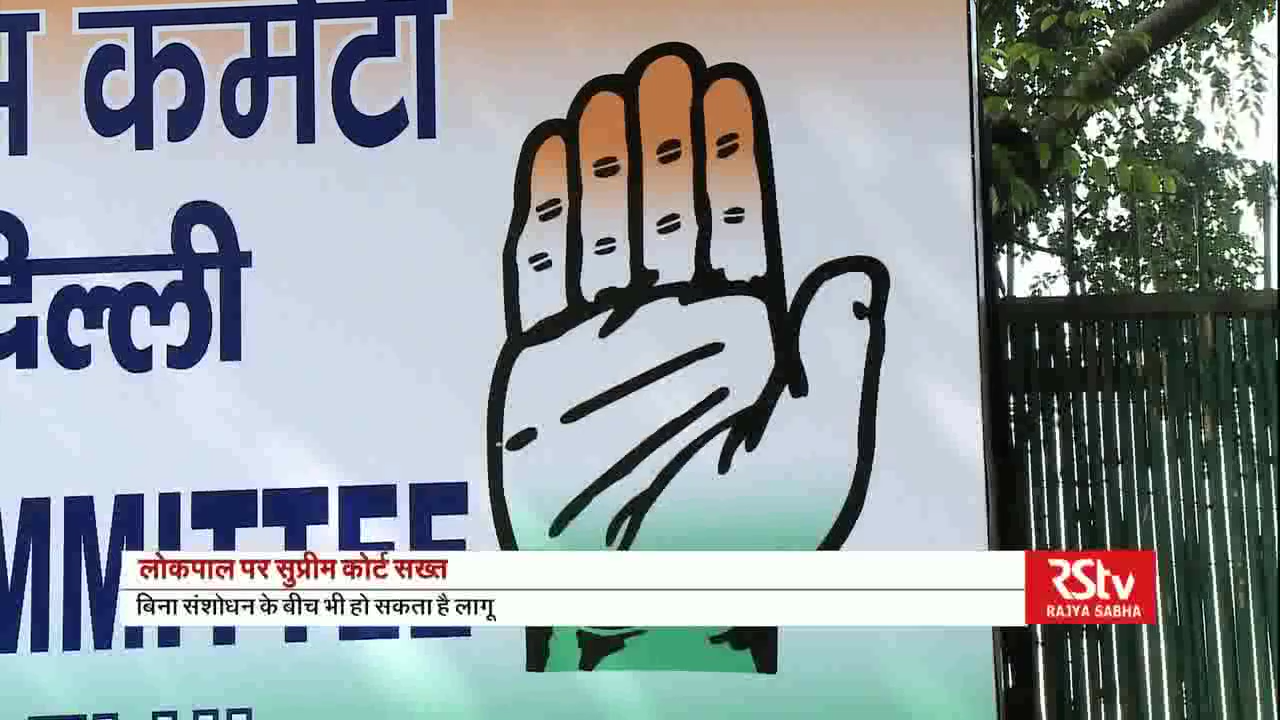 कमेटी
दिल्ली
MMITTEE
लोकपाल पर सुप्रीम कोर्ट सख्त
बिना संशोधन के बीच भी हो सकता है लागू
RStv
RAJYA SABHA